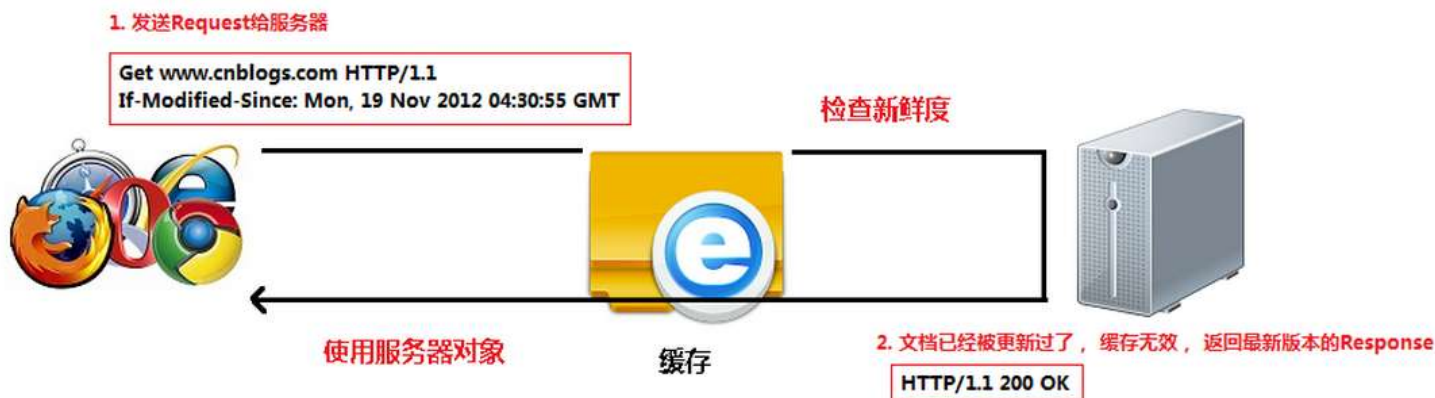 1. 发送Request给服务器
Get www.cnblogs.com HTTP/1.1
If-Modified-Since: Mon, 19 Nov 2012 04:30:55 GMT
检查新鲜度
使用服务器对象
缓存
2. 文档已经被更新过了， 缓存无效， 返回最新版本的Response
HTTP/1.1 200 OK